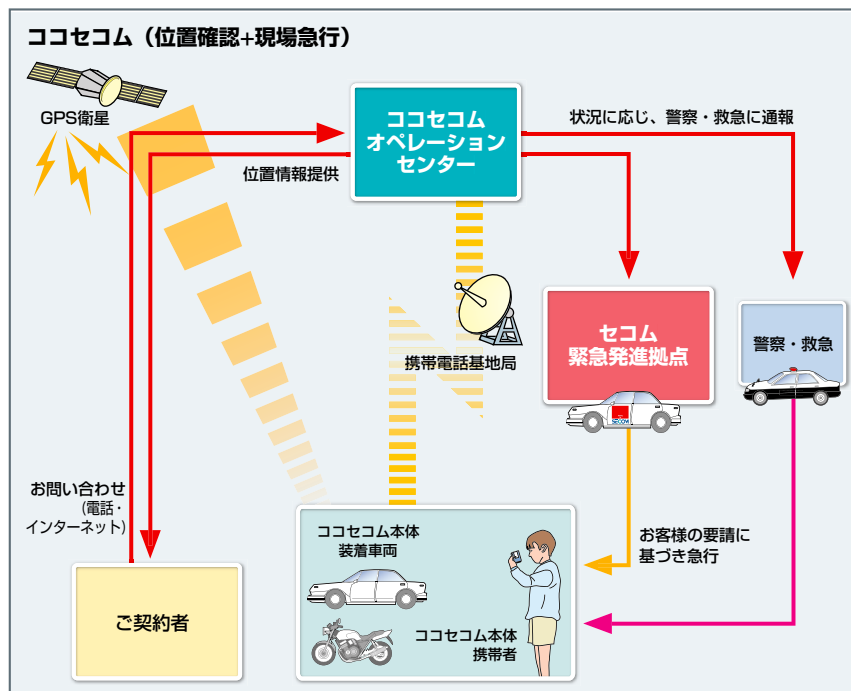 ココセコム（位置確認+現場急行）
GPS衛星
ココセコム
オペレーション
センター
状況に応じ、警察・救急に通報
位置情報提供
携帯電話基地局
セコム
緊急発進拠点
警察・救急
SECOM
お問い合わせ
(電話・
インターネット)
ココセコム本体
装着車両
お客様の要請に
基づき急行
ご契約者
ココセコム本体
携帯者